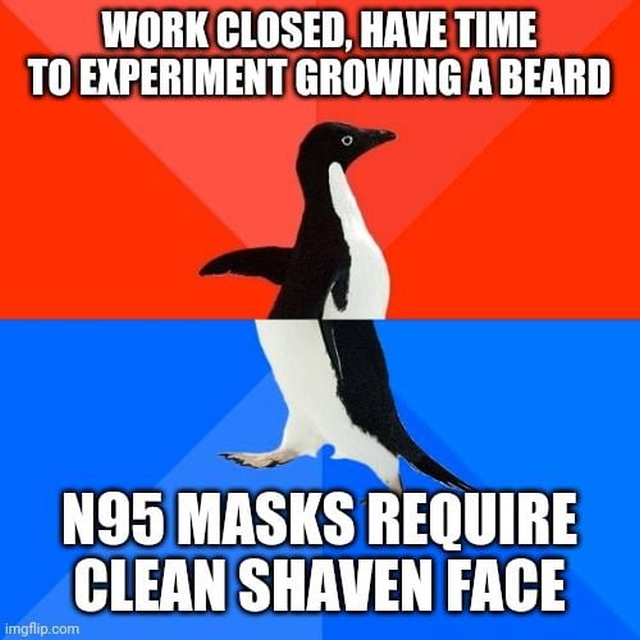 WORK CLOSED, HAVE TIME
TO EXPERIMENT GROWING A BEARD
N95 MASKS REQUIRE
CLEAN SHAVEN FACE
imgflip.com